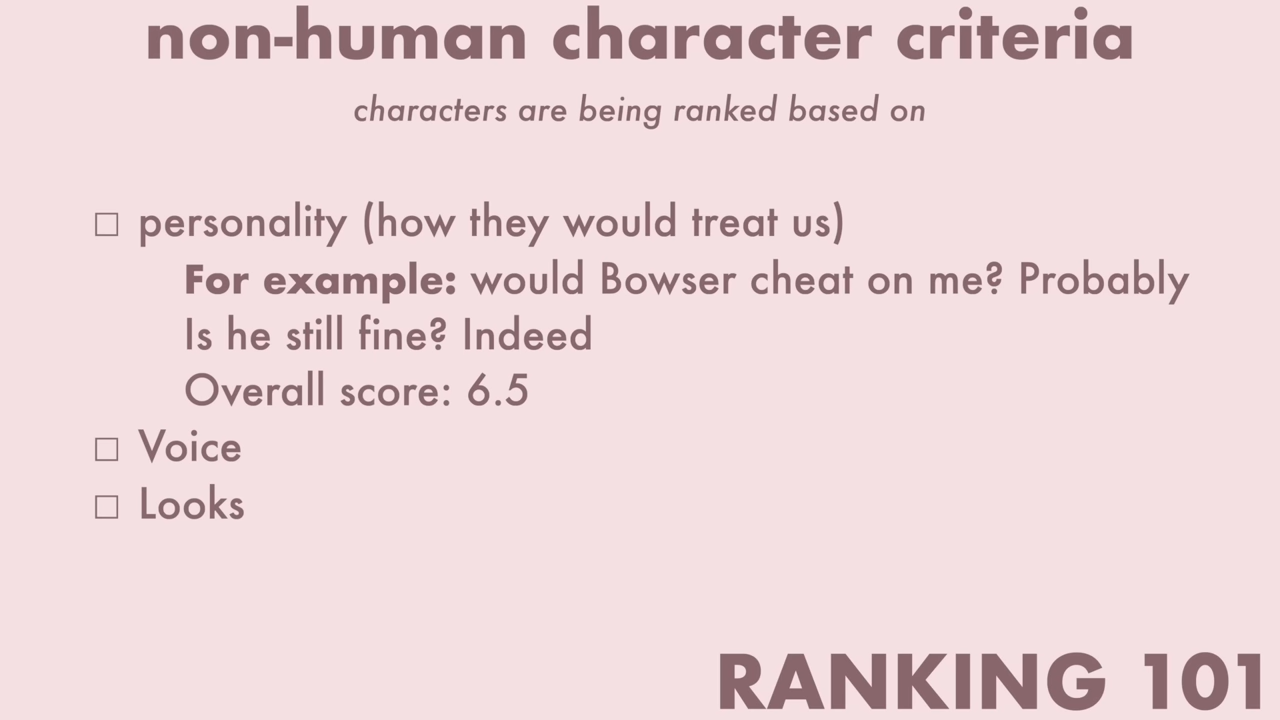 non-human character criteria
characters are being ranked based on
□ personality (how they would treat us)
For example: would Bowser cheat on me? Probably
Is he still fine? Indeed
Overall score: 6.5
□ Voice
□ Looks
RANKING 101